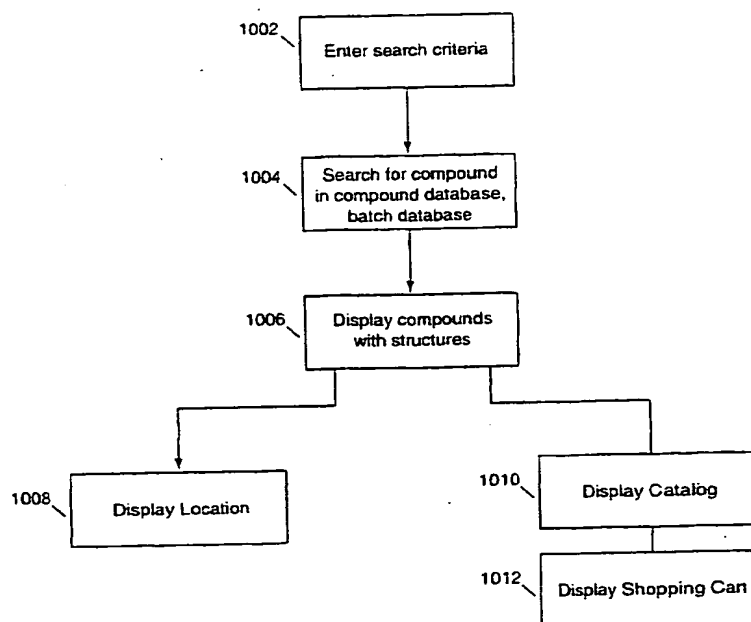 1002
Enter search criteria
1004
Search for compound
in compound database,
batch database
1006
Display compounds
with structures
1008
Display Location
1010
Display Catalog
1012
Display Shopping Cart